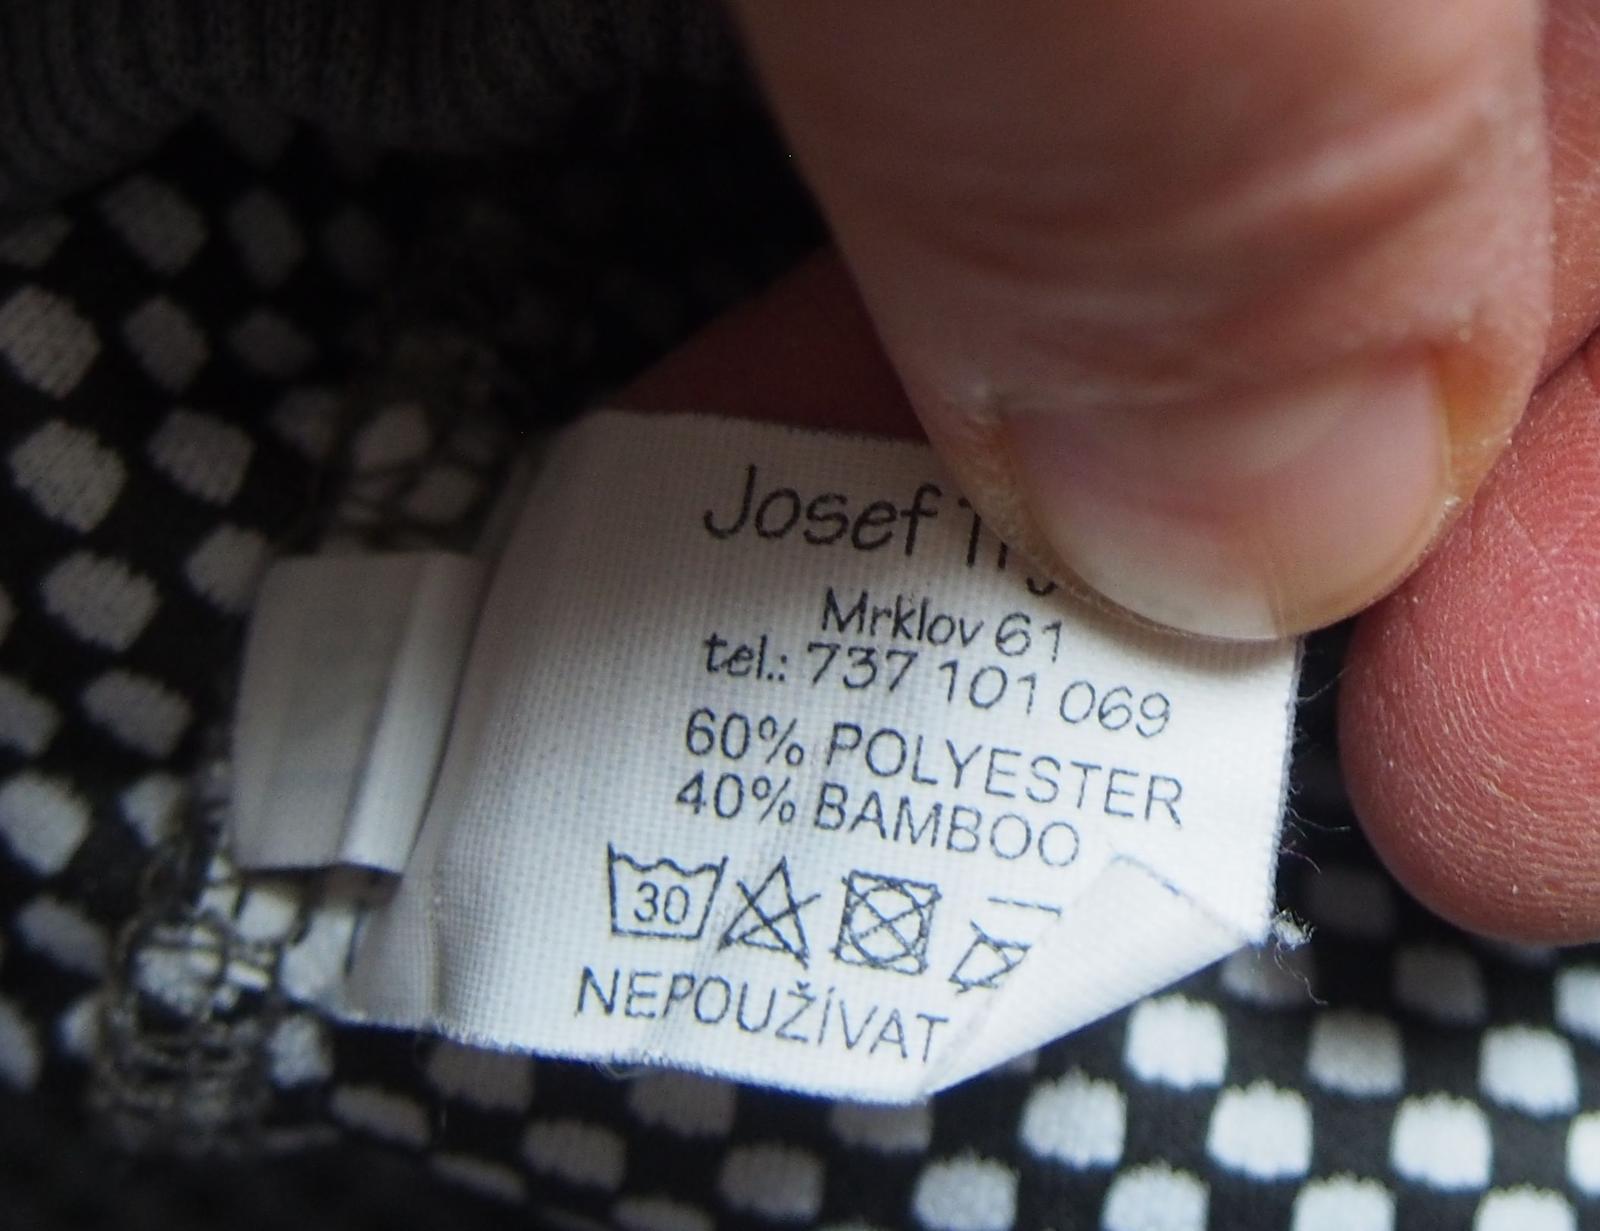 Josef
Mrklov 61
tel.: 737 101 069
60% POLYESTER
40% BAMBOO
30
NEPOUŽÍVAT